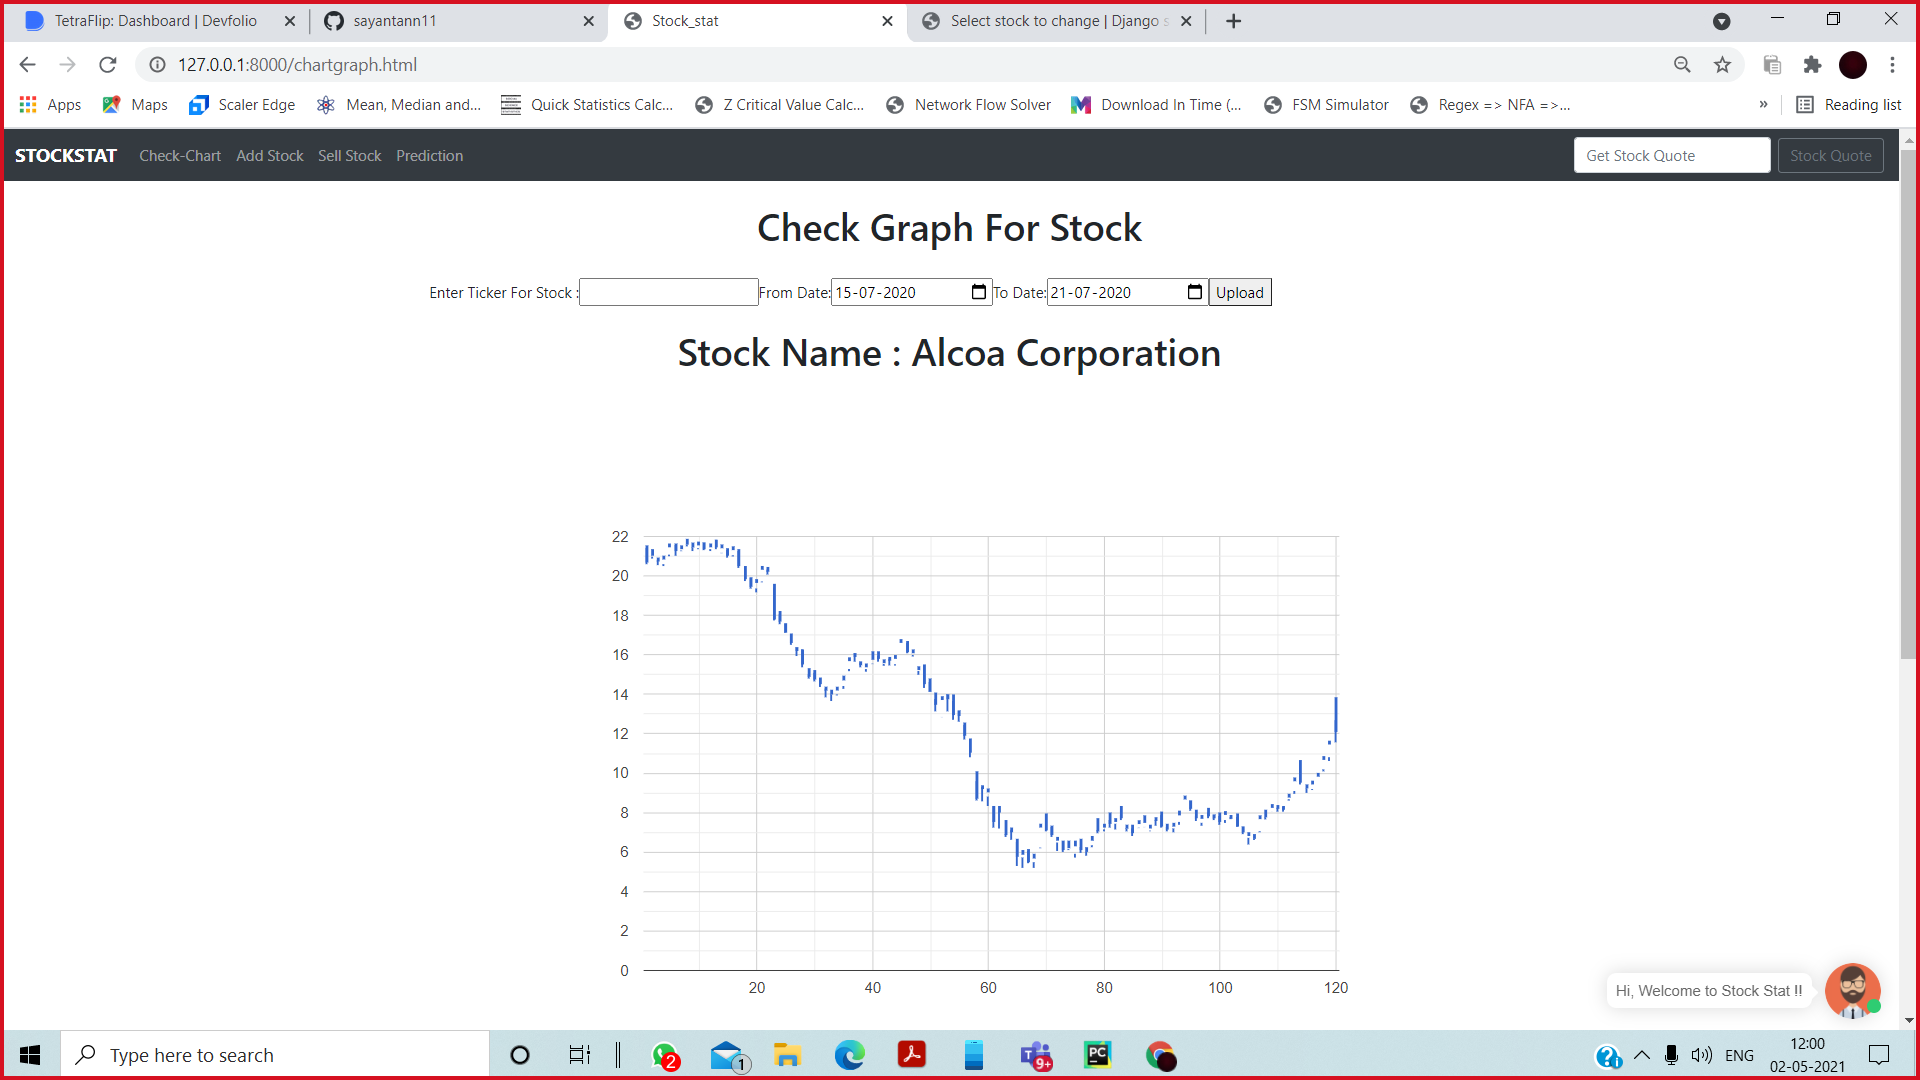 TetraFlip: Dashboard | Devfolio
sayantann11
Stock_stat
Select stock to change | Django s
127.0.0.1:8000/chartgraph.html
Apps
Maps
Scaler Edge
Mean, Median and...
Quick Statistics Calc...
Z Critical Value Calc...
Network Flow Solver
Download In Time (...
FSM Simulator
Regex => NFA =>...
»
Reading list
STOCKSTAT Check-Chart Add Stock Sell Stock Prediction
Get Stock Quote
Stock Quote
Check Graph For Stock
Enter Ticker For Stock : From Date: 15-07-2020 To Date: 21-07-2020 Upload
Stock Name : Alcoa Corporation
22
20
18
16
14
12
10
8
6
4
2
0
20 40 60 80 100 120
Hi, Welcome to Stock Stat !!
Type here to search
2
1
T
9+
PC
ENG
12:00
02-05-2021